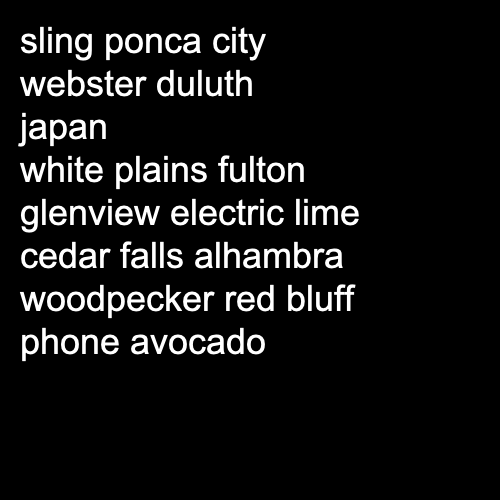 sling ponca city
webster duluth
japan
white plains fulton
glenview electric lime
cedar falls alhambra
woodpecker red bluff
phone avocado